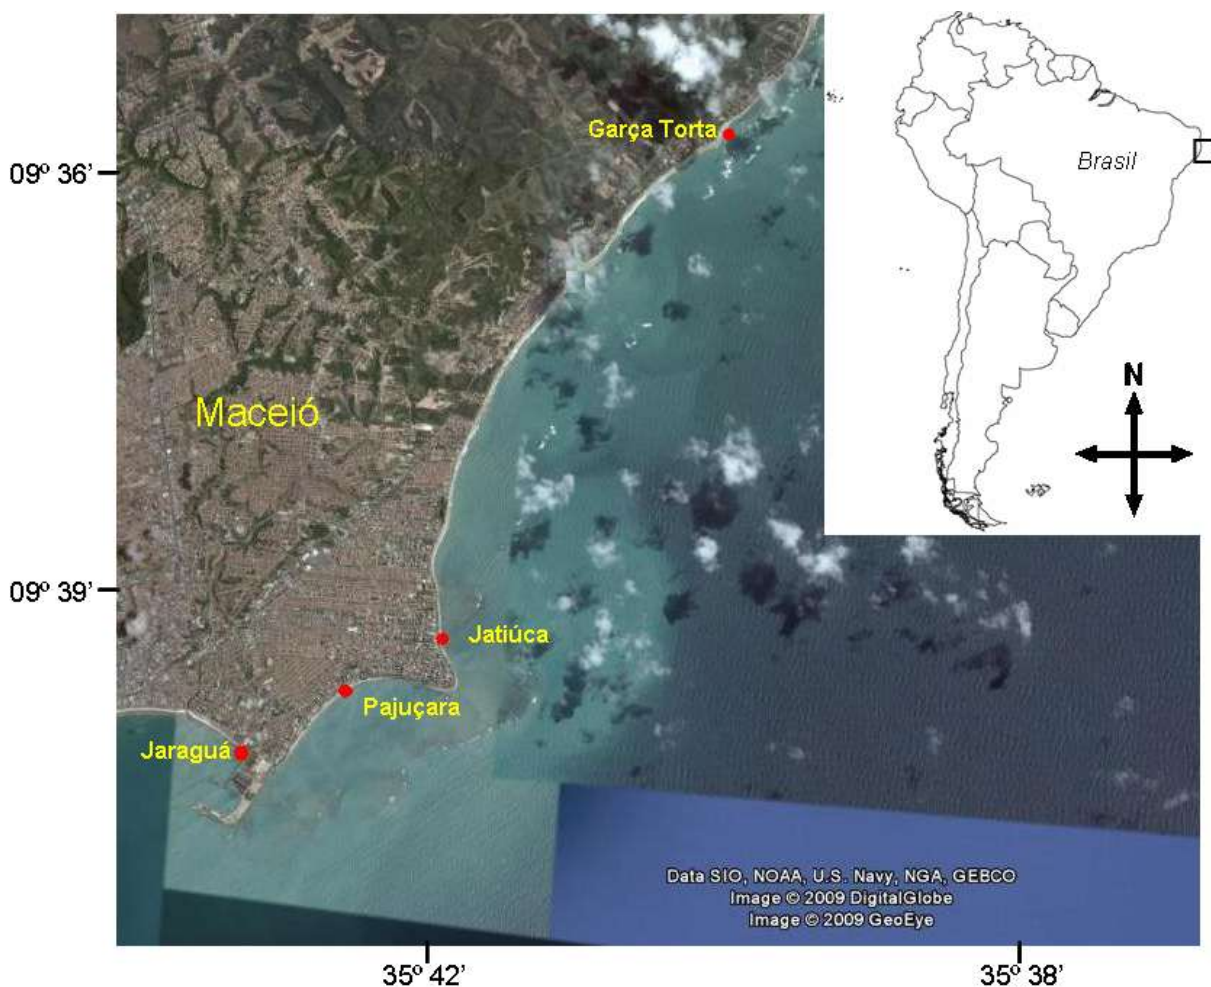 Garça Torta
09º 36’
Brasil
N
Maceió
09º 39’
Jatiúca
Pajuçara
Jaraguá
Data SIO, NOAA, U.S. Navy, NGA, GEBCO
Image © 2009 DigitalGlobe
Image © 2009 GeoEye
35º 42’
35º 38’